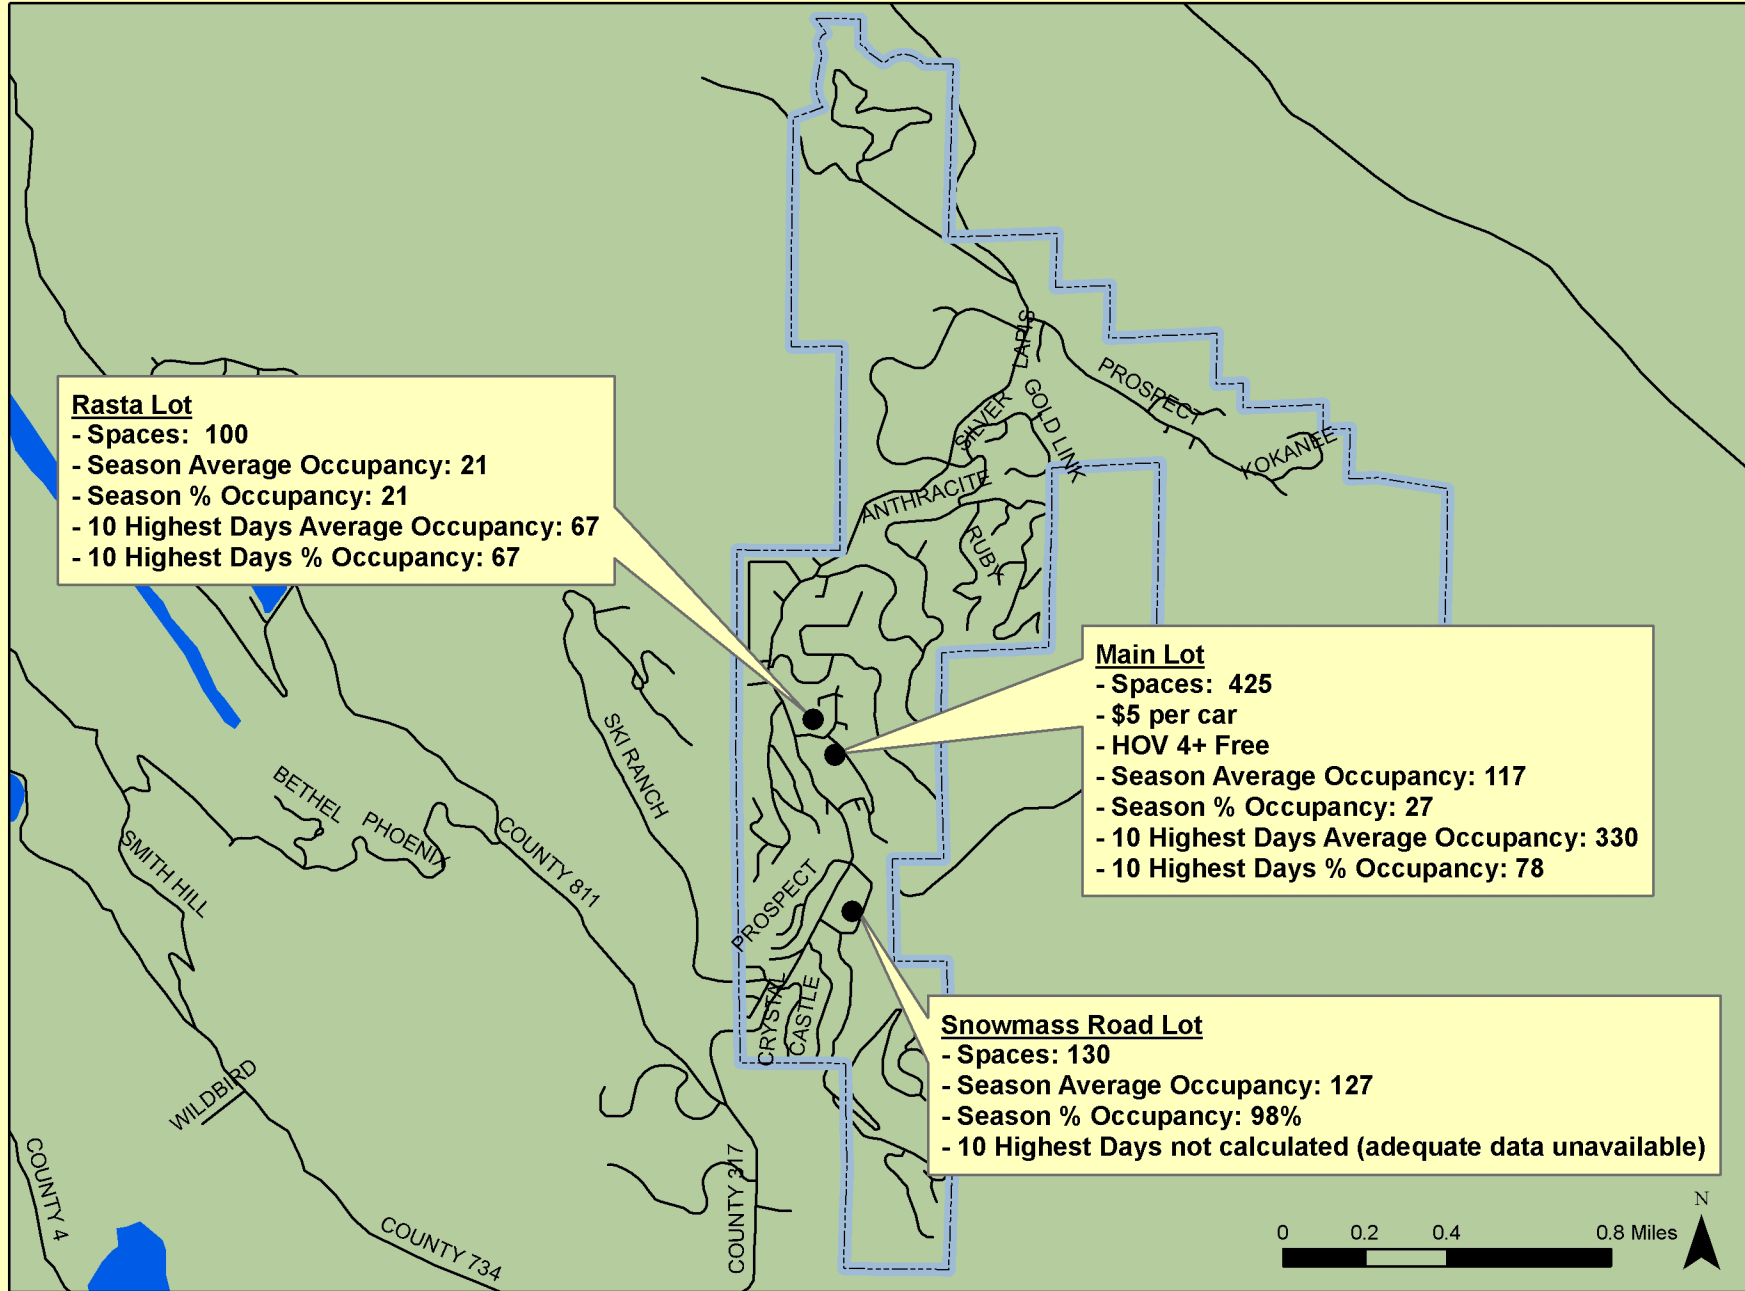 LAPIS
PROSPECT
SILVER
GOLD LINK
KOKANEE
ANTHRACITE
RUBY
Rasta Lot
- Spaces:  100
- Season Average Occupancy: 21
- Season % Occupancy: 21
- 10 Highest Days Average Occupancy: 67
- 10 Highest Days % Occupancy: 67
Main Lot
- Spaces:  425
- $5 per car
- HOV 4+ Free
- Season Average Occupancy: 117
- Season % Occupancy: 27
- 10 Highest Days Average Occupancy: 330
- 10 Highest Days % Occupancy: 78
SKI RANCH
BETHEL
PHOENIX
COUNTY 811
SMITH HILL
PROSPECT
CRYSTAL
CASTLE
Snowmass Road Lot
- Spaces: 130
- Season Average Occupancy: 127
- Season % Occupancy: 98%
- 10 Highest Days not calculated (adequate data unavailable)
WILDBIRD
COUNTY 4
COUNTY 734
COUNTY 317
N
0 0.2 0.4 0.8 Miles